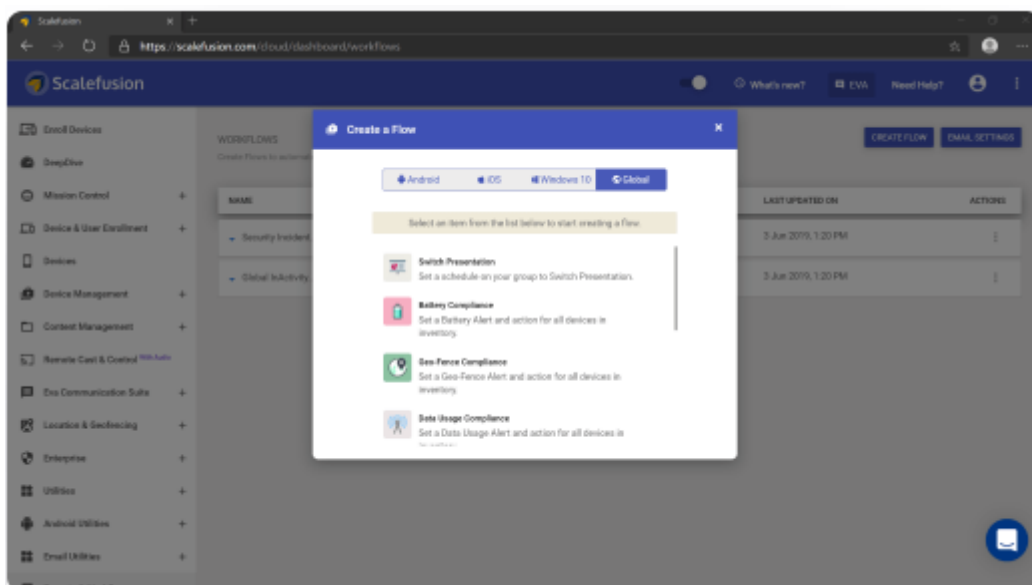 Scalefusion
https://scalefusion.com/cloud/dashboard/workflows
Scalefusion
What's new?
EVA
Need Help?
Enroll Devices
DeepDive
Mission Control
Device & User Enrollment
Devices
Device Management
Content Management
Remote Cast & Control With Audio
Eva Communication Suite
Location & Geofencing
Enterprise
Utilities
Android Utilities
Email Utilities
WORKFLOWS
Create Flows to
CREATE FLOW
EMAIL SETTINGS
NAME
LAST UPDATED ON
ACTIONS
Security Incident
3 Jun 2019, 1:20 PM
Global InActivity
3 Jun 2019, 1:20 PM
Create a Flow
Android
iOS
Windows 10
Global
Select an item from the list below to start creating a flow.
Switch Presentation
Set a schedule on your group to Switch Presentation.
Battery Compliance
Set a Battery Alert and action for all devices in
inventory.
Geo-Fence Compliance
Set a Geo-Fence Alert and action for all devices in
inventory.
Data Usage Compliance
Set a Data Usage Alert and action for all devices in